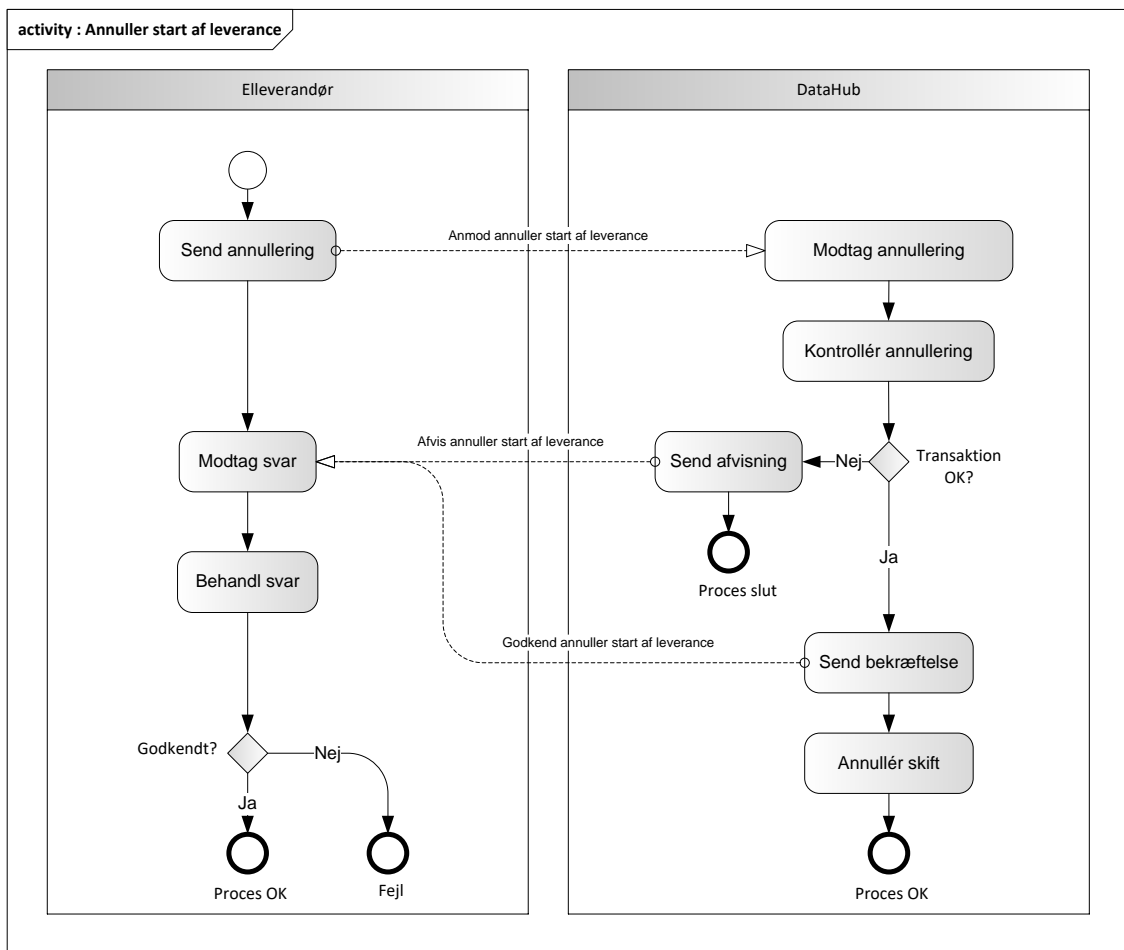 activity : Annuller start af leverance
Elleverandør
DataHub
Send annullering
Anmod annuller start af leverance
Modtag annullering
Kontrollér annullering
Modtag svar
Afvis annuller start af leverance
Send afvisning
Nej
Transaktion
OK?
Proces slut
Ja
Behandl svar
Godkend annuller start af leverance
Send bekræftelse
Godkendt?
Nej
Ja
Annullér skift
Proces OK
Fejl
Proces OK